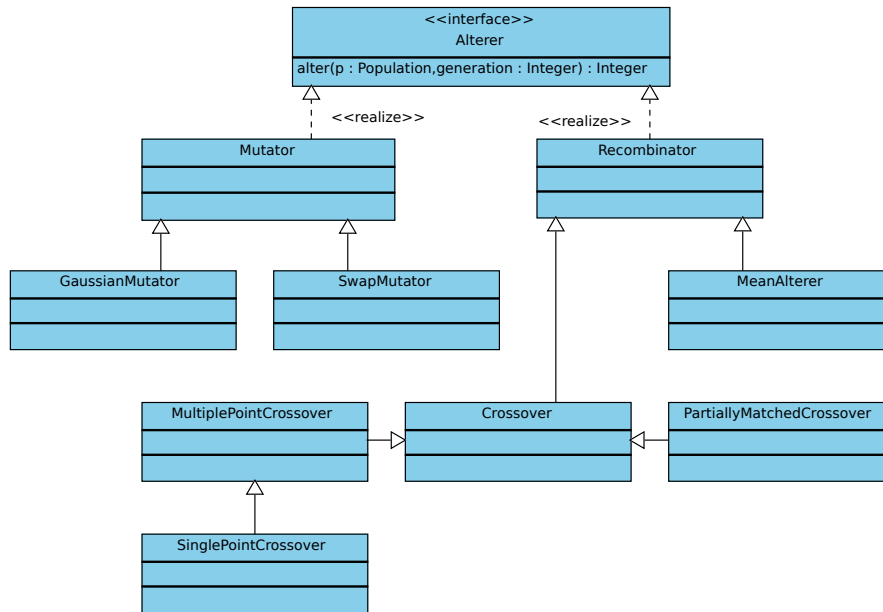 <<interface>>
Alterer
alter(p : Population,generation : Integer) : Integer
<<realize>>
<<realize>>
Mutator
Recombinator
GaussianMutator
SwapMutator
MeanAlterer
MultiplePointCrossover
Crossover
PartiallyMatchedCrossover
SinglePointCrossover